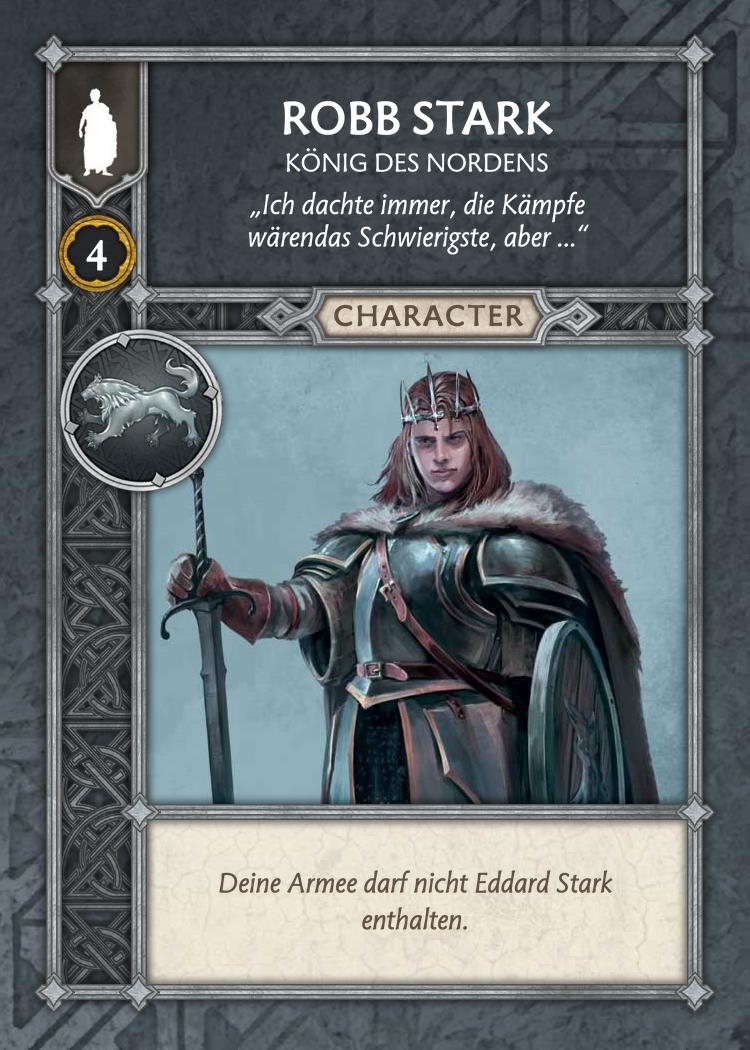 ROBB STARK
KÖNIG DES NORDENS
„Ich dachte immer, die Kämpfe
wärendas Schwierigste, aber ...“
4
CHARACTER
Deine Armee darf nicht Eddard Stark
enthalten.